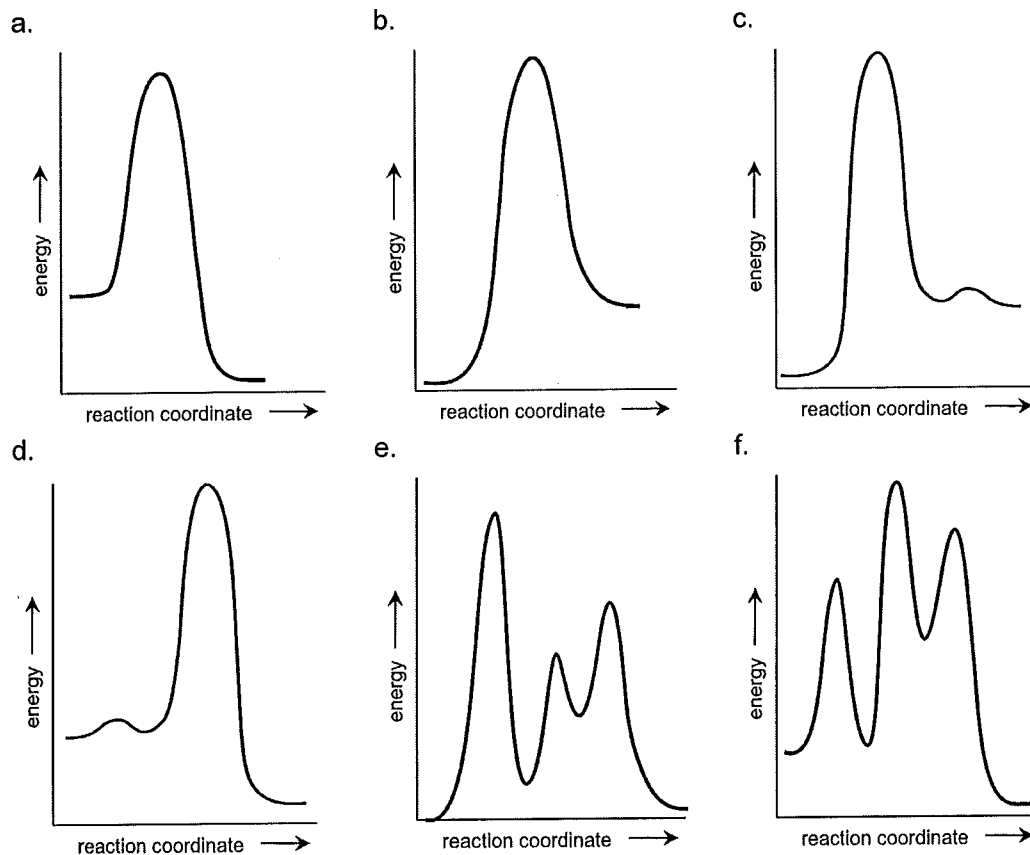 a.
energy
reaction coordinate
b.
energy
reaction coordinate
c.
energy
reaction coordinate
d.
energy
reaction coordinate
e.
energy
reaction coordinate
f.
energy
reaction coordinate